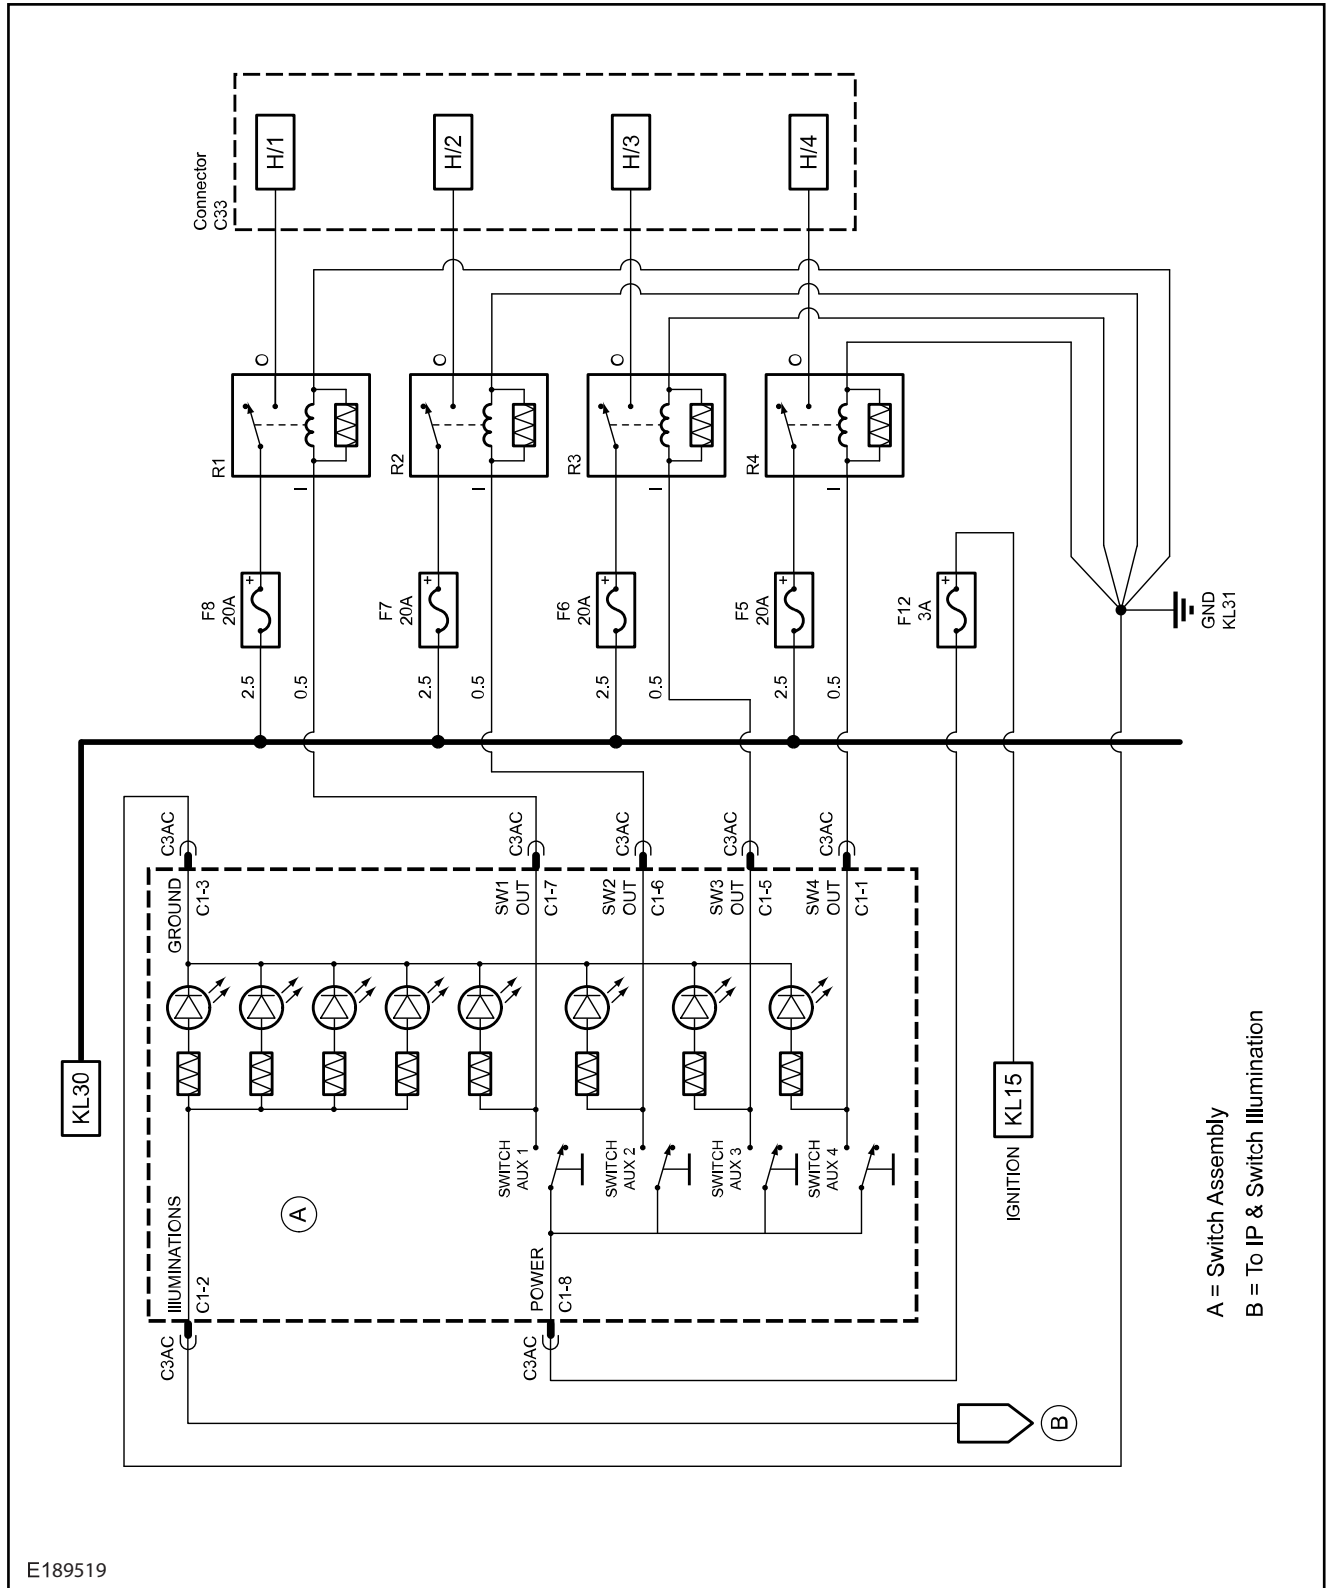 Connector
C33
H/1
H/2
H/3
H/4
O
O
O
O
R1
R2
R3
R4
I
I
I
I
F8
20A
+
F7
20A
+
F6
20A
+
F5
20A
+
F12
3A
+
GND
KL31
2.5
0.5
2.5
0.5
2.5
0.5
2.5
0.5
C3AC
C3AC
C3AC
C3AC
C3AC
GROUND
C1-3
SW1
OUT
C1-7
SW2
OUT
C1-6
SW3
OUT
C1-5
SW4
OUT
C1-1
KL30
SWITCH
AUX 1
SWITCH
AUX 2
SWITCH
AUX 3
SWITCH
AUX 4
KL15
IGNITION
A
ILLUMINATIONS
C1-2
POWER
C1-8
C3AC
C3AC
B
A = Switch Assembly
B = To IP & Switch Illumination
E189519